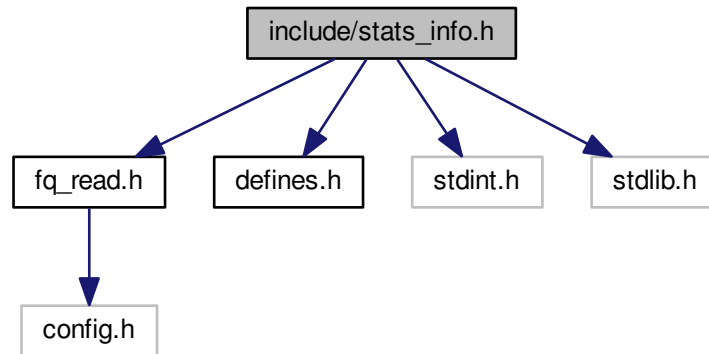 include/stats_info.h
fq_read.h
defines.h
stdint.h
stdlib.h
config.h